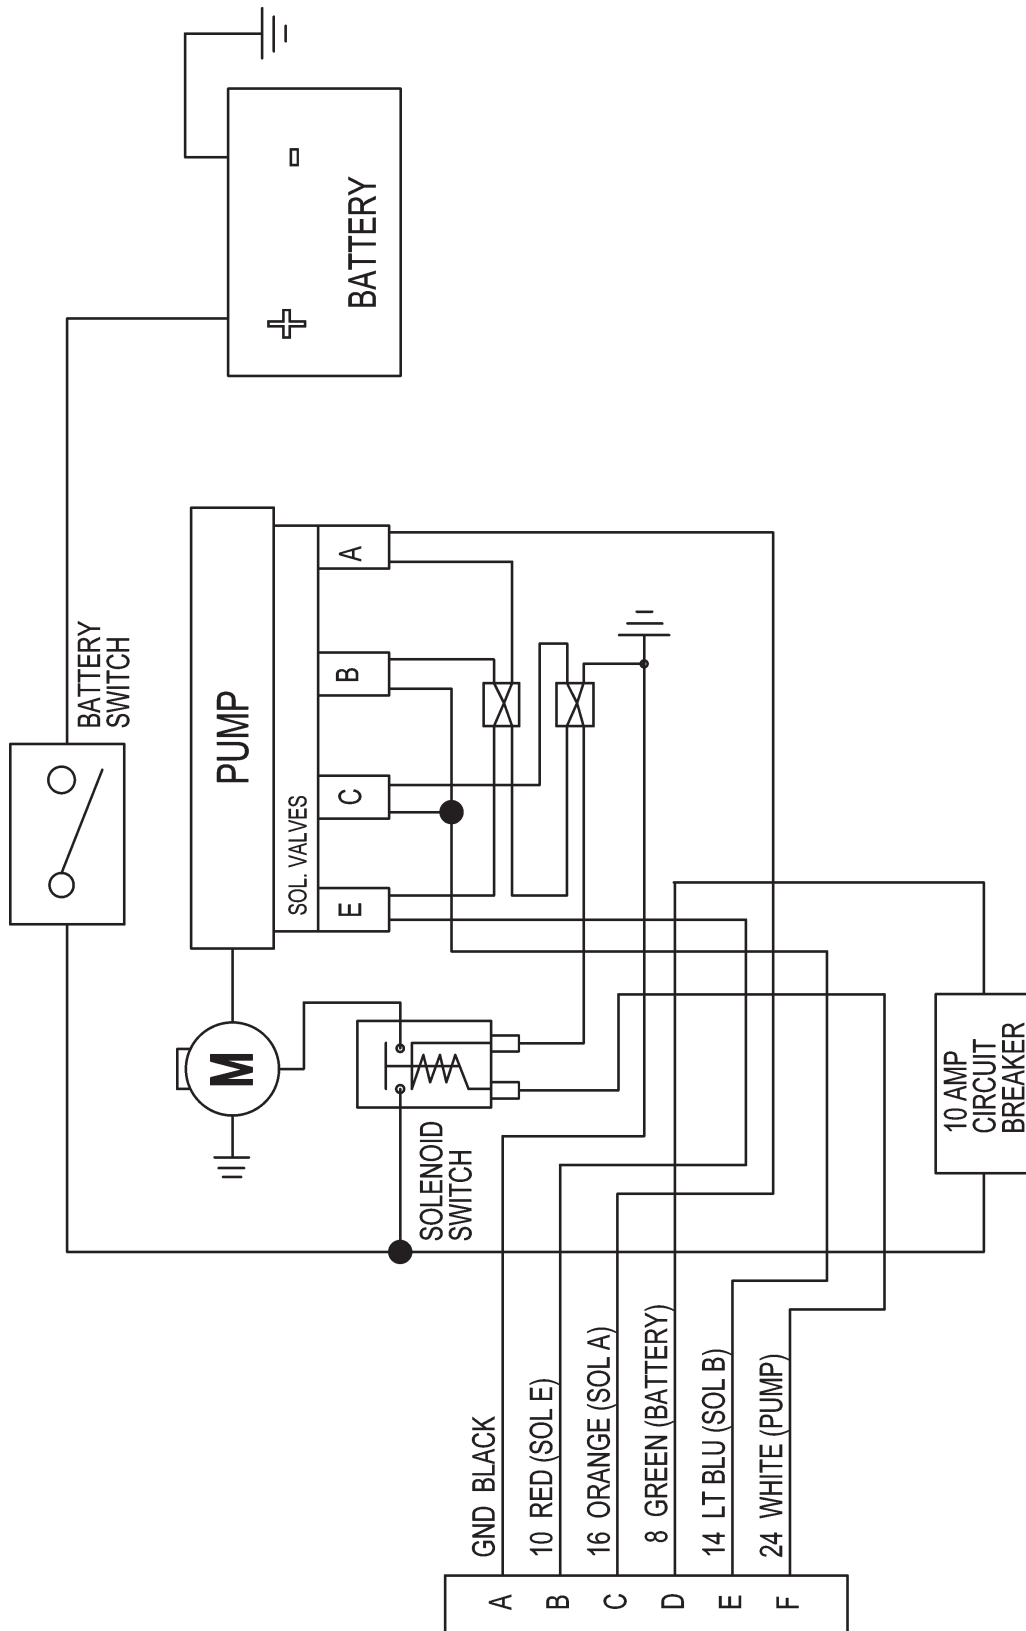 BATTERY
SWITCH
- 
+
BATTERY
PUMP
SOL. VALVES
A
B
C
E
M
SOLENOID
SWITCH
10 AMP
CIRCUIT
BREAKER
GND BLACK
10 RED (SOL E)
16 ORANGE (SOL A)
8 GREEN (BATTERY)
14 LT BLU (SOL B)
24 WHITE (PUMP)
A
B
C
D
E
F